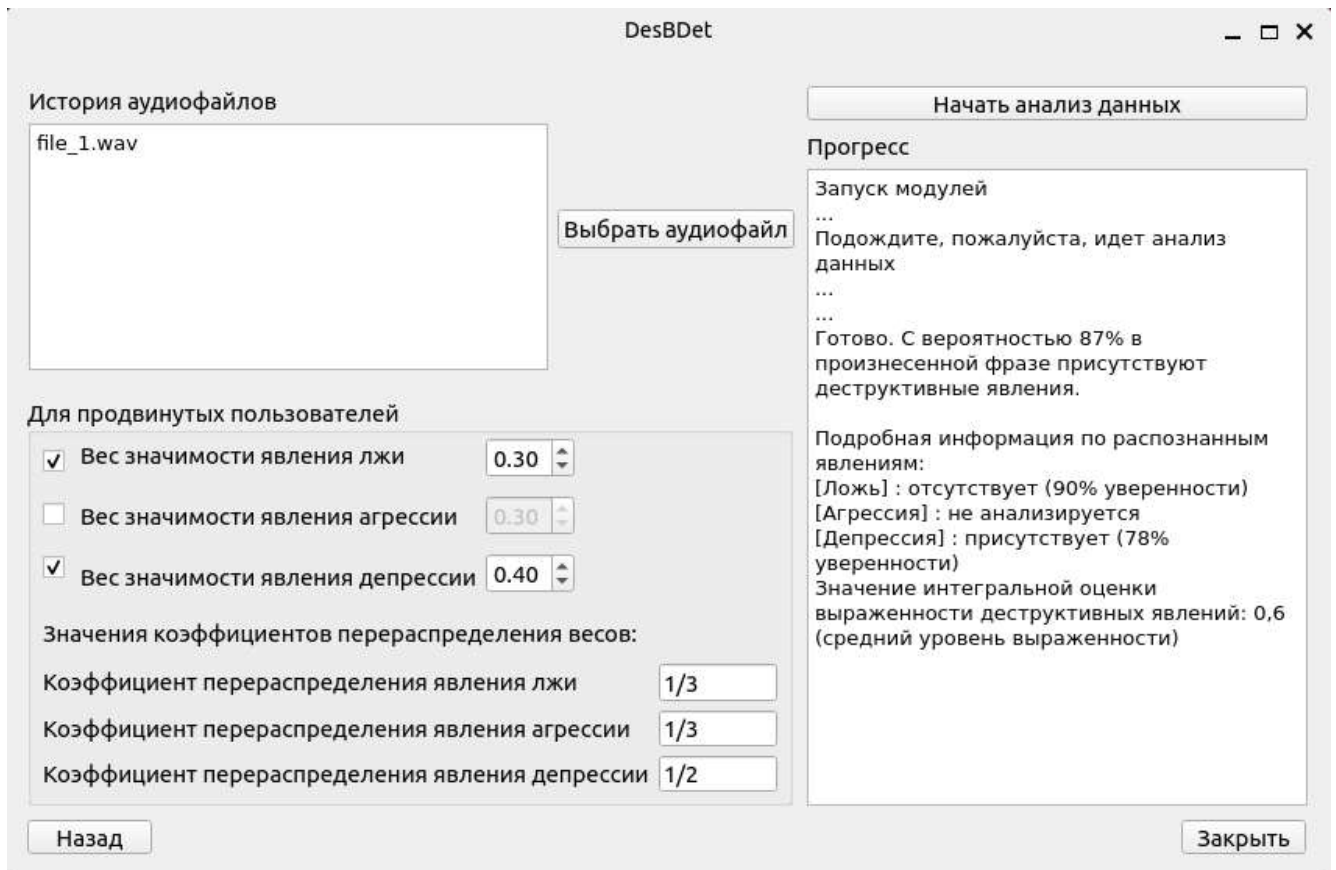 DesBDet
История аудиофайлов
file_1.wav
Выбрать аудиофайл
Для продвинутых пользователей
Вес значимости явления лжи 0.30
Вес значимости явления агрессии 0.30
Вес значимости явления депрессии 0.40
Значения коэффициентов перераспределения весов:
Коэффициент перераспределения явления лжи 1/3
Коэффициент перераспределения явления агрессии 1/3
Коэффициент перераспределения явления депрессии 1/2
Назад
Начать анализ данных
Прогресс
Запуск модулей
...
Подождите, пожалуйста, идет анализ
данных
...
...
Готово. С вероятностью 87% в
произнесенной фразе присутствуют
деструктивные явления.
Подробная информация по распознанным
явлениям:
[Ложь] : отсутствует (90% уверенности)
[Агрессия] : не анализируется
[Депрессия] : присутствует (78%
уверенности)
Значение интегральной оценки
выраженности деструктивных явлений: 0,6
(средний уровень выраженности)
Закрыть